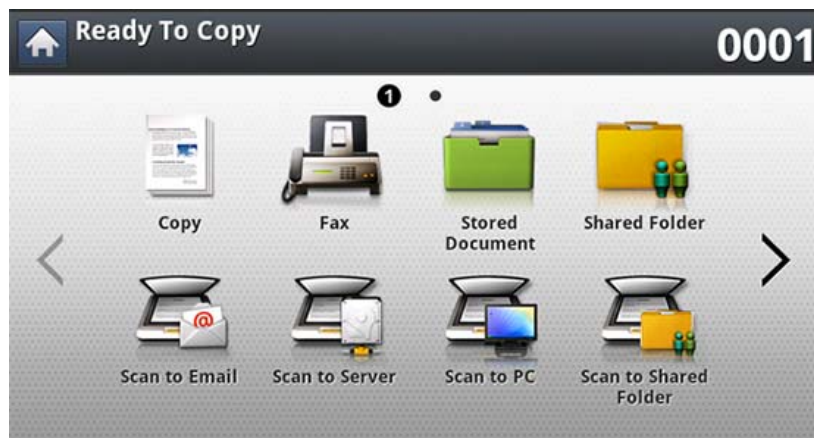 Ready To Copy
0001
1
Copy
Fax
Stored
Document
Shared Folder
Scan to Email
Scan to Server
Scan to PC
Scan to Shared
Folder